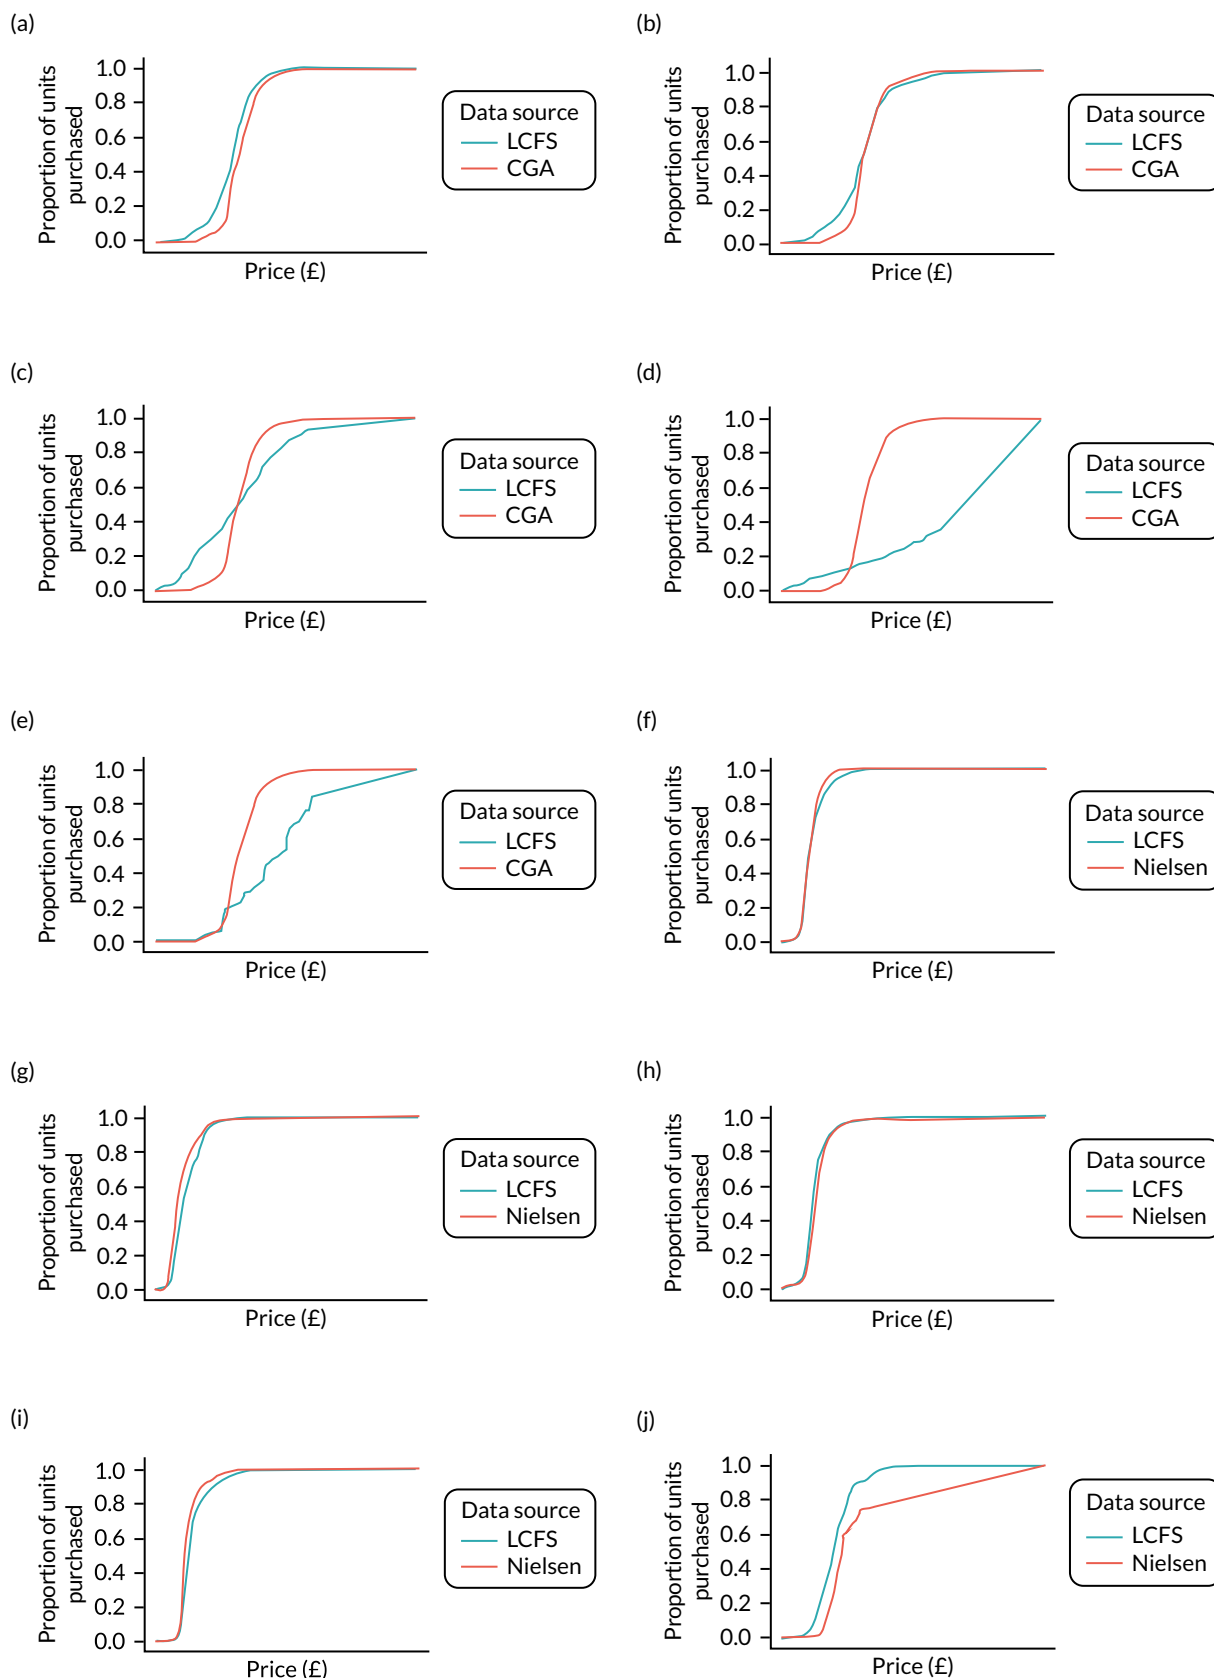 (a)
1.0
0.8
0.6
0.4
0.2
0.0
Proportion of units
purchased
Price (£)
Data source
LCFS
CGA
(b)
1.0
0.8
0.6
0.4
0.2
0.0
Proportion of units
purchased
Price (£)
Data source
LCFS
CGA
(c)
1.0
0.8
0.6
0.4
0.2
0.0
Proportion of units
purchased
Price (£)
Data source
LCFS
CGA
(d)
1.0
0.8
0.6
0.4
0.2
0.0
Proportion of units
purchased
Price (£)
Data source
LCFS
CGA
(e)
1.0
0.8
0.6
0.4
0.2
0.0
Proportion of units
purchased
Price (£)
Data source
LCFS
CGA
(f)
1.0
0.8
0.6
0.4
0.2
0.0
Proportion of units
purchased
Price (£)
Data source
LCFS
Nielsen
(g)
1.0
0.8
0.6
0.4
0.2
0.0
Proportion of units
purchased
Price (£)
Data source
LCFS
Nielsen
(h)
1.0
0.8
0.6
0.4
0.2
0.0
Proportion of units
purchased
Price (£)
Data source
LCFS
Nielsen
(i)
1.0
0.8
0.6
0.4
0.2
0.0
Proportion of units
purchased
Price (£)
Data source
LCFS
Nielsen
(j)
1.0
0.8
0.6
0.4
0.2
0.0
Proportion of units
purchased
Price (£)
Data source
LCFS
Nielsen